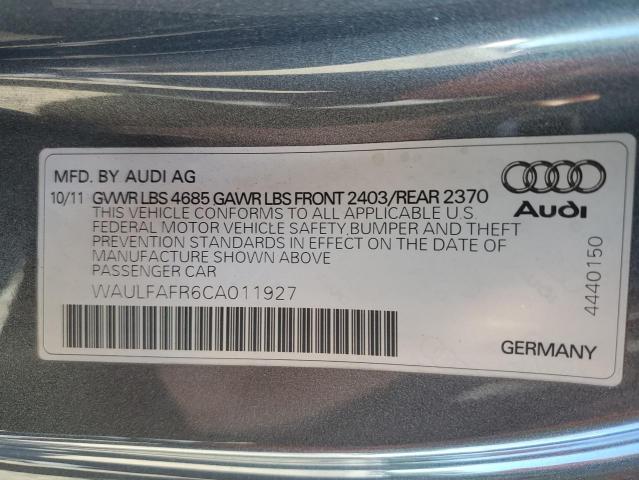 MFD. BY AUDI AG
10/11 GVWR LBS 4685 GAWR LBS FRONT 2403/REAR 2370
THIS VEHICLE CONFORMS TO ALL APPLICABLE U.S
FEDERAL MOTOR VEHICLE SAFETY,BUMPER AND THEFT
PREVENTION STANDARDS IN EFFECT ON THE DATE OF
MANUFACTURE SHOWN ABOVE
PASSENGER CAR
WAULFAFR6CA011927
Audi
4440150
GERMANY